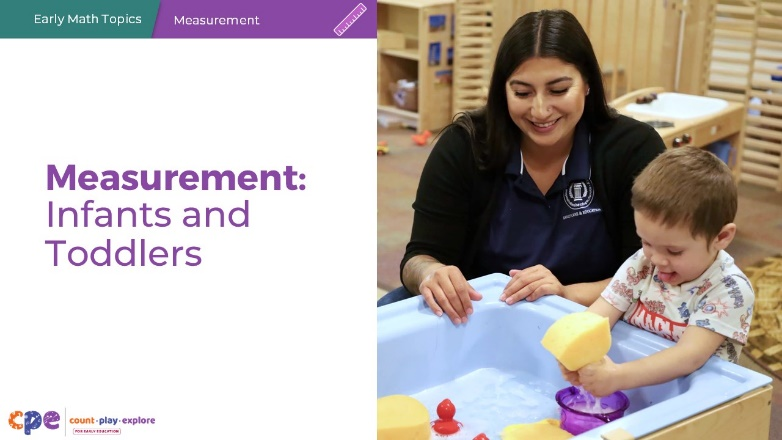 Early Math Topics
Measurement
Measurement:
Infants and
Toddlers
cpe
count·play·explore
FOR EARLY EDUCATION